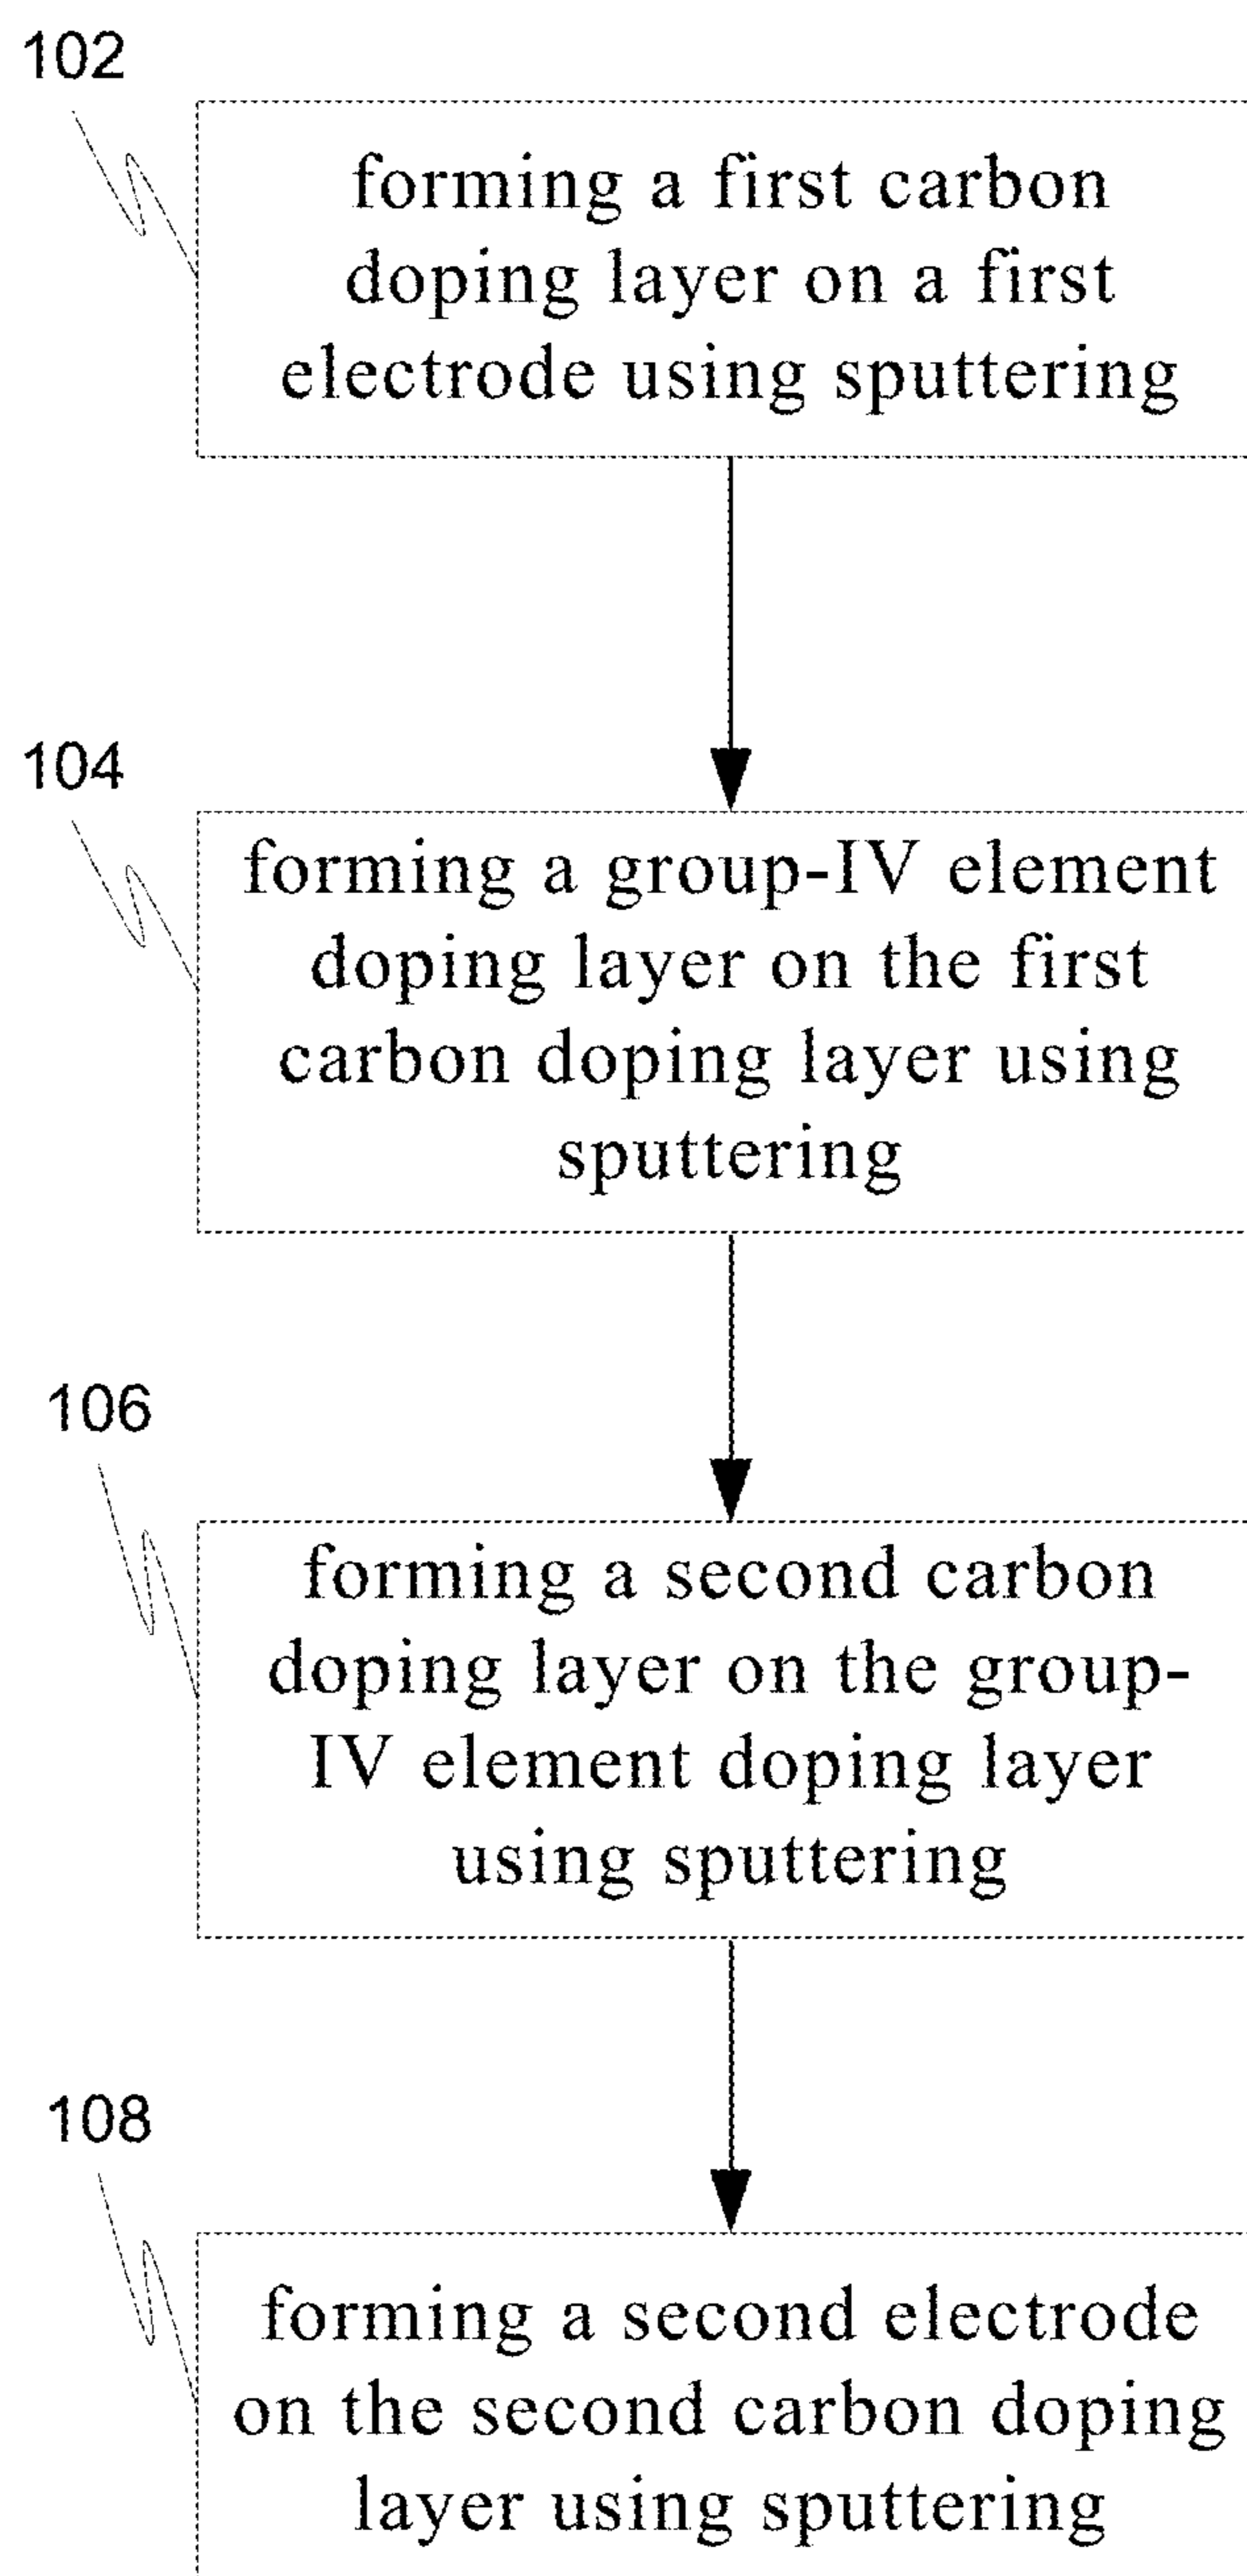 102
forming a first carbon
doping layer on a first
electrode using sputtering
104
forming a group-IV element
doping layer on the first
carbon doping layer using
sputtering
106
forming a second carbon
doping layer on the group-
IV element doping layer
using sputtering
108
forming a second electrode
on the second carbon doping
layer using sputtering